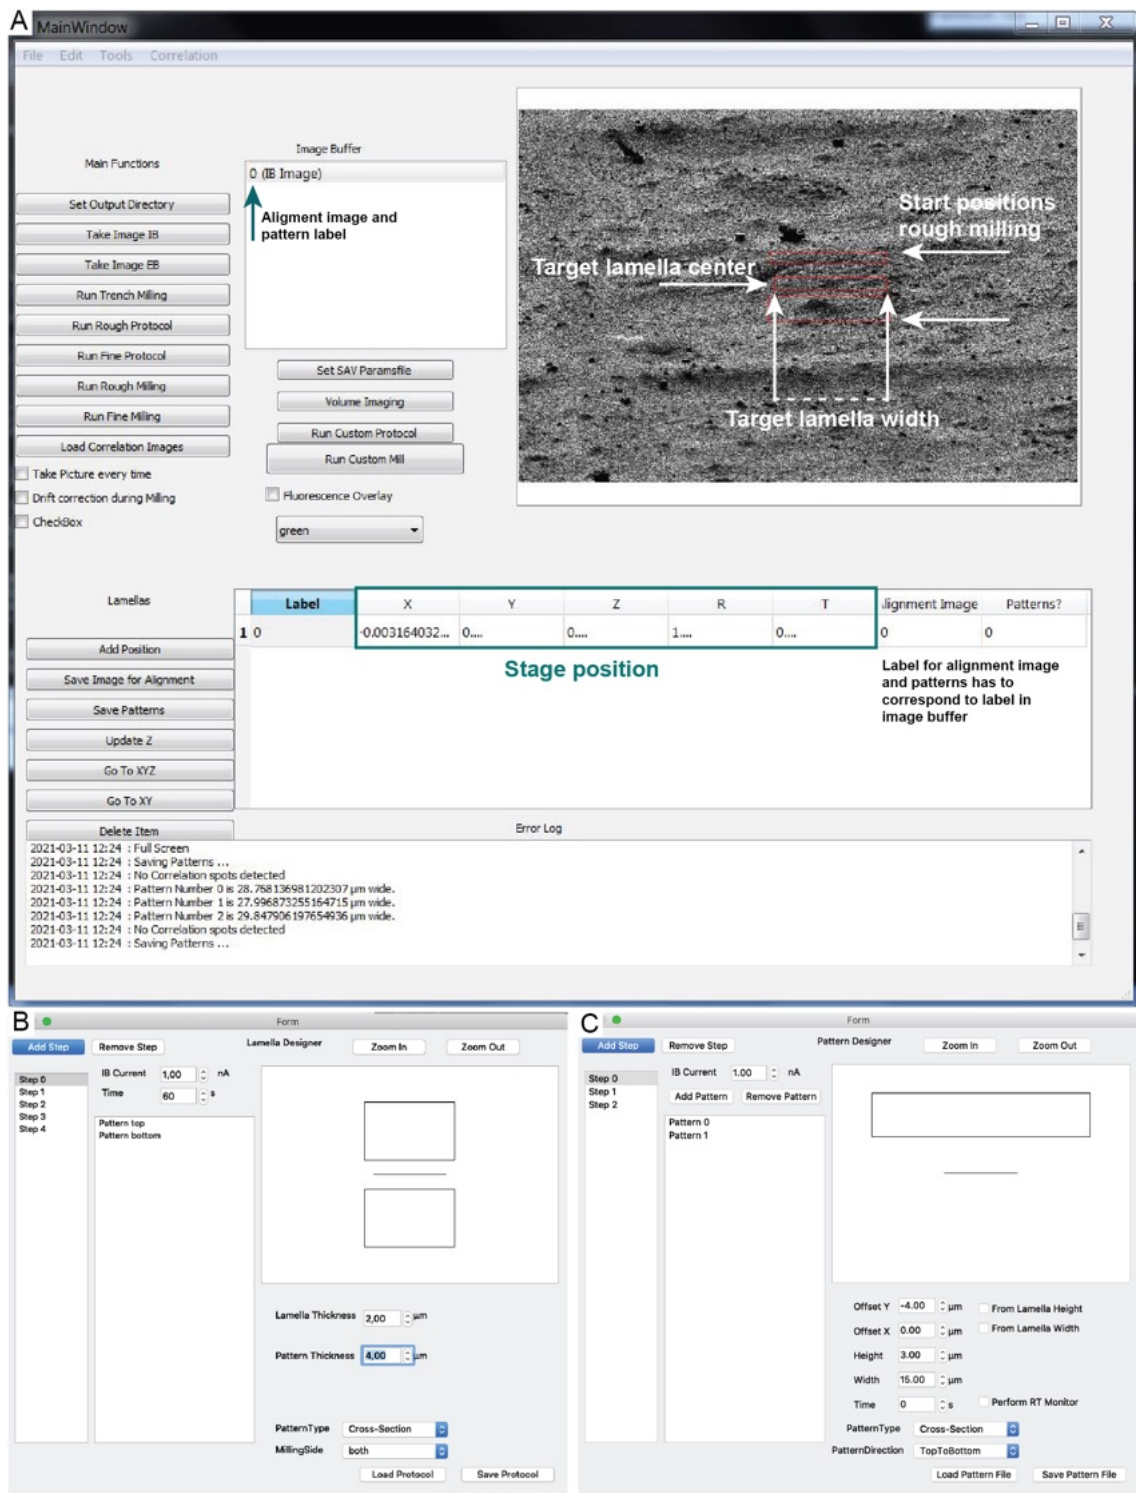 A
MainWindow
File Edit Tools Correlation
Main Functions
Set Output Directory
Take Image IB
Take Image EB
Run Trench Milling
Run Rough Protocol
Run Fine Protocol
Run Rough Milling
Run Fine Milling
Load Correlation Images
Take Picture every time
Drift correction during Milling
CheckBox
Image Buffer
0 (IB Image)
Aligment image and
pattern label
Set SAV Paramsfile
Volume Imaging
Run Custom Protocol
Run Custom Mill
Fluorescence Overlay
green
Start positions
rough milling
Target lamella center
Target lamella width
Lamellas
Add Position
Save Image for Alignment
Save Patterns
Update Z
Go To XYZ
Go To XY
Delete Item
Label X Y Z R T lignment Image Patterns?
1 0 -0.003164032... 0.... 0.... 1.... 0.... 0 0
Stage position
Label for alignment image
and patterns has to
correspond to label in
image buffer
Error Log
2021-03-11 12:24 : Full Screen
2021-03-11 12:24 : Saving Patterns ...
2021-03-11 12:24 : No Correlation spots detected
2021-03-11 12:24 : Pattern Number 0 is 28.768136981202307 µm wide.
2021-03-11 12:24 : Pattern Number 1 is 27.996873255164715 µm wide.
2021-03-11 12:24 : Pattern Number 2 is 29.847906197654936 µm wide.
2021-03-11 12:24 : No Correlation spots detected
2021-03-11 12:24 : Saving Patterns ...
B
Form
Add Step Remove Step Lamella Designer Zoom In Zoom Out
Step 0
Step 1
Step 2
Step 3
Step 4
IB Current 1,00 nA
Time 60 s
Pattern top
Pattern bottom
Lamella Thickness 2,00 µm
Pattern Thickness 4,00 µm
PatternType Cross-Section
MillingSide both
Load Protocol Save Protocol
C
Form
Add Step Remove Step Pattern Designer Zoom In Zoom Out
Step 0
Step 1
Step 2
IB Current 1.00 nA
Add Pattern Remove Pattern
Pattern 0
Pattern 1
Offset Y -4.00 µm From Lamella Height
Offset X 0.00 µm From Lamella Width
Height 3.00 µm
Width 15.00 µm
Time 0 s Perform RT Monitor
PatternType Cross-Section
PatternDirection TopToBottom
Load Pattern File Save Pattern File